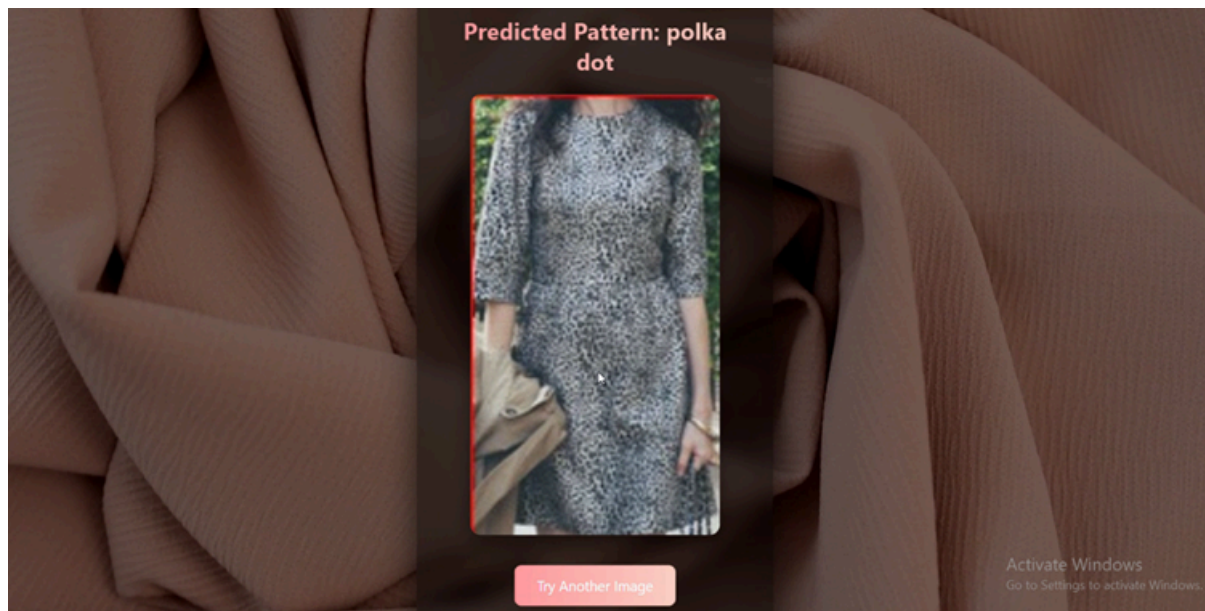 Predicted Pattern: polka
dot
Try Another Image
Activate Windows
Go to Settings to activate Windows.